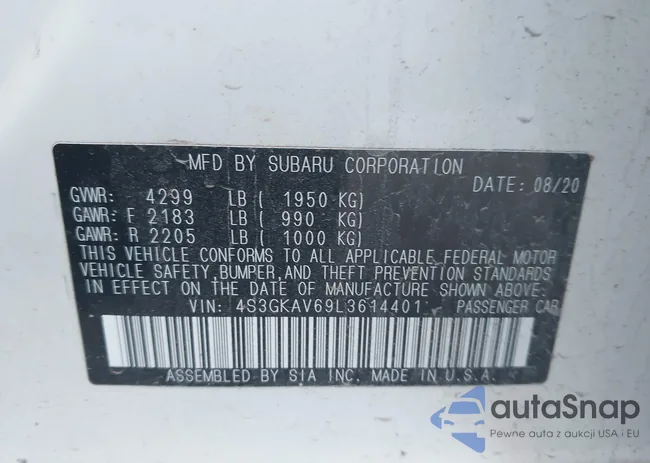 MFD BY SUBARU CORPORATION
DATE: 08/20
GVWR: 4299 LB ( 1950 KG)
GAWR: F 2183 LB ( 990 KG)
GAWR: R 2205 LB ( 1000 KG)
THIS VEHICLE CONFORMS TO ALL APPLICABLE FEDERAL MOTOR
VEHICLE SAFETY,BUMPER,AND THEFT PREVENTION STANDARDS
IN EFFECT ON THE DATE OF MANUFACTURE SHOWN ABOVE.
VIN: 4S3GKAV69L3614401 PASSENGER CAR
ASSEMBLED BY SIA INC. MADE IN U.S.A.
autaSnap
Pewne auta z aukcji USA i EU